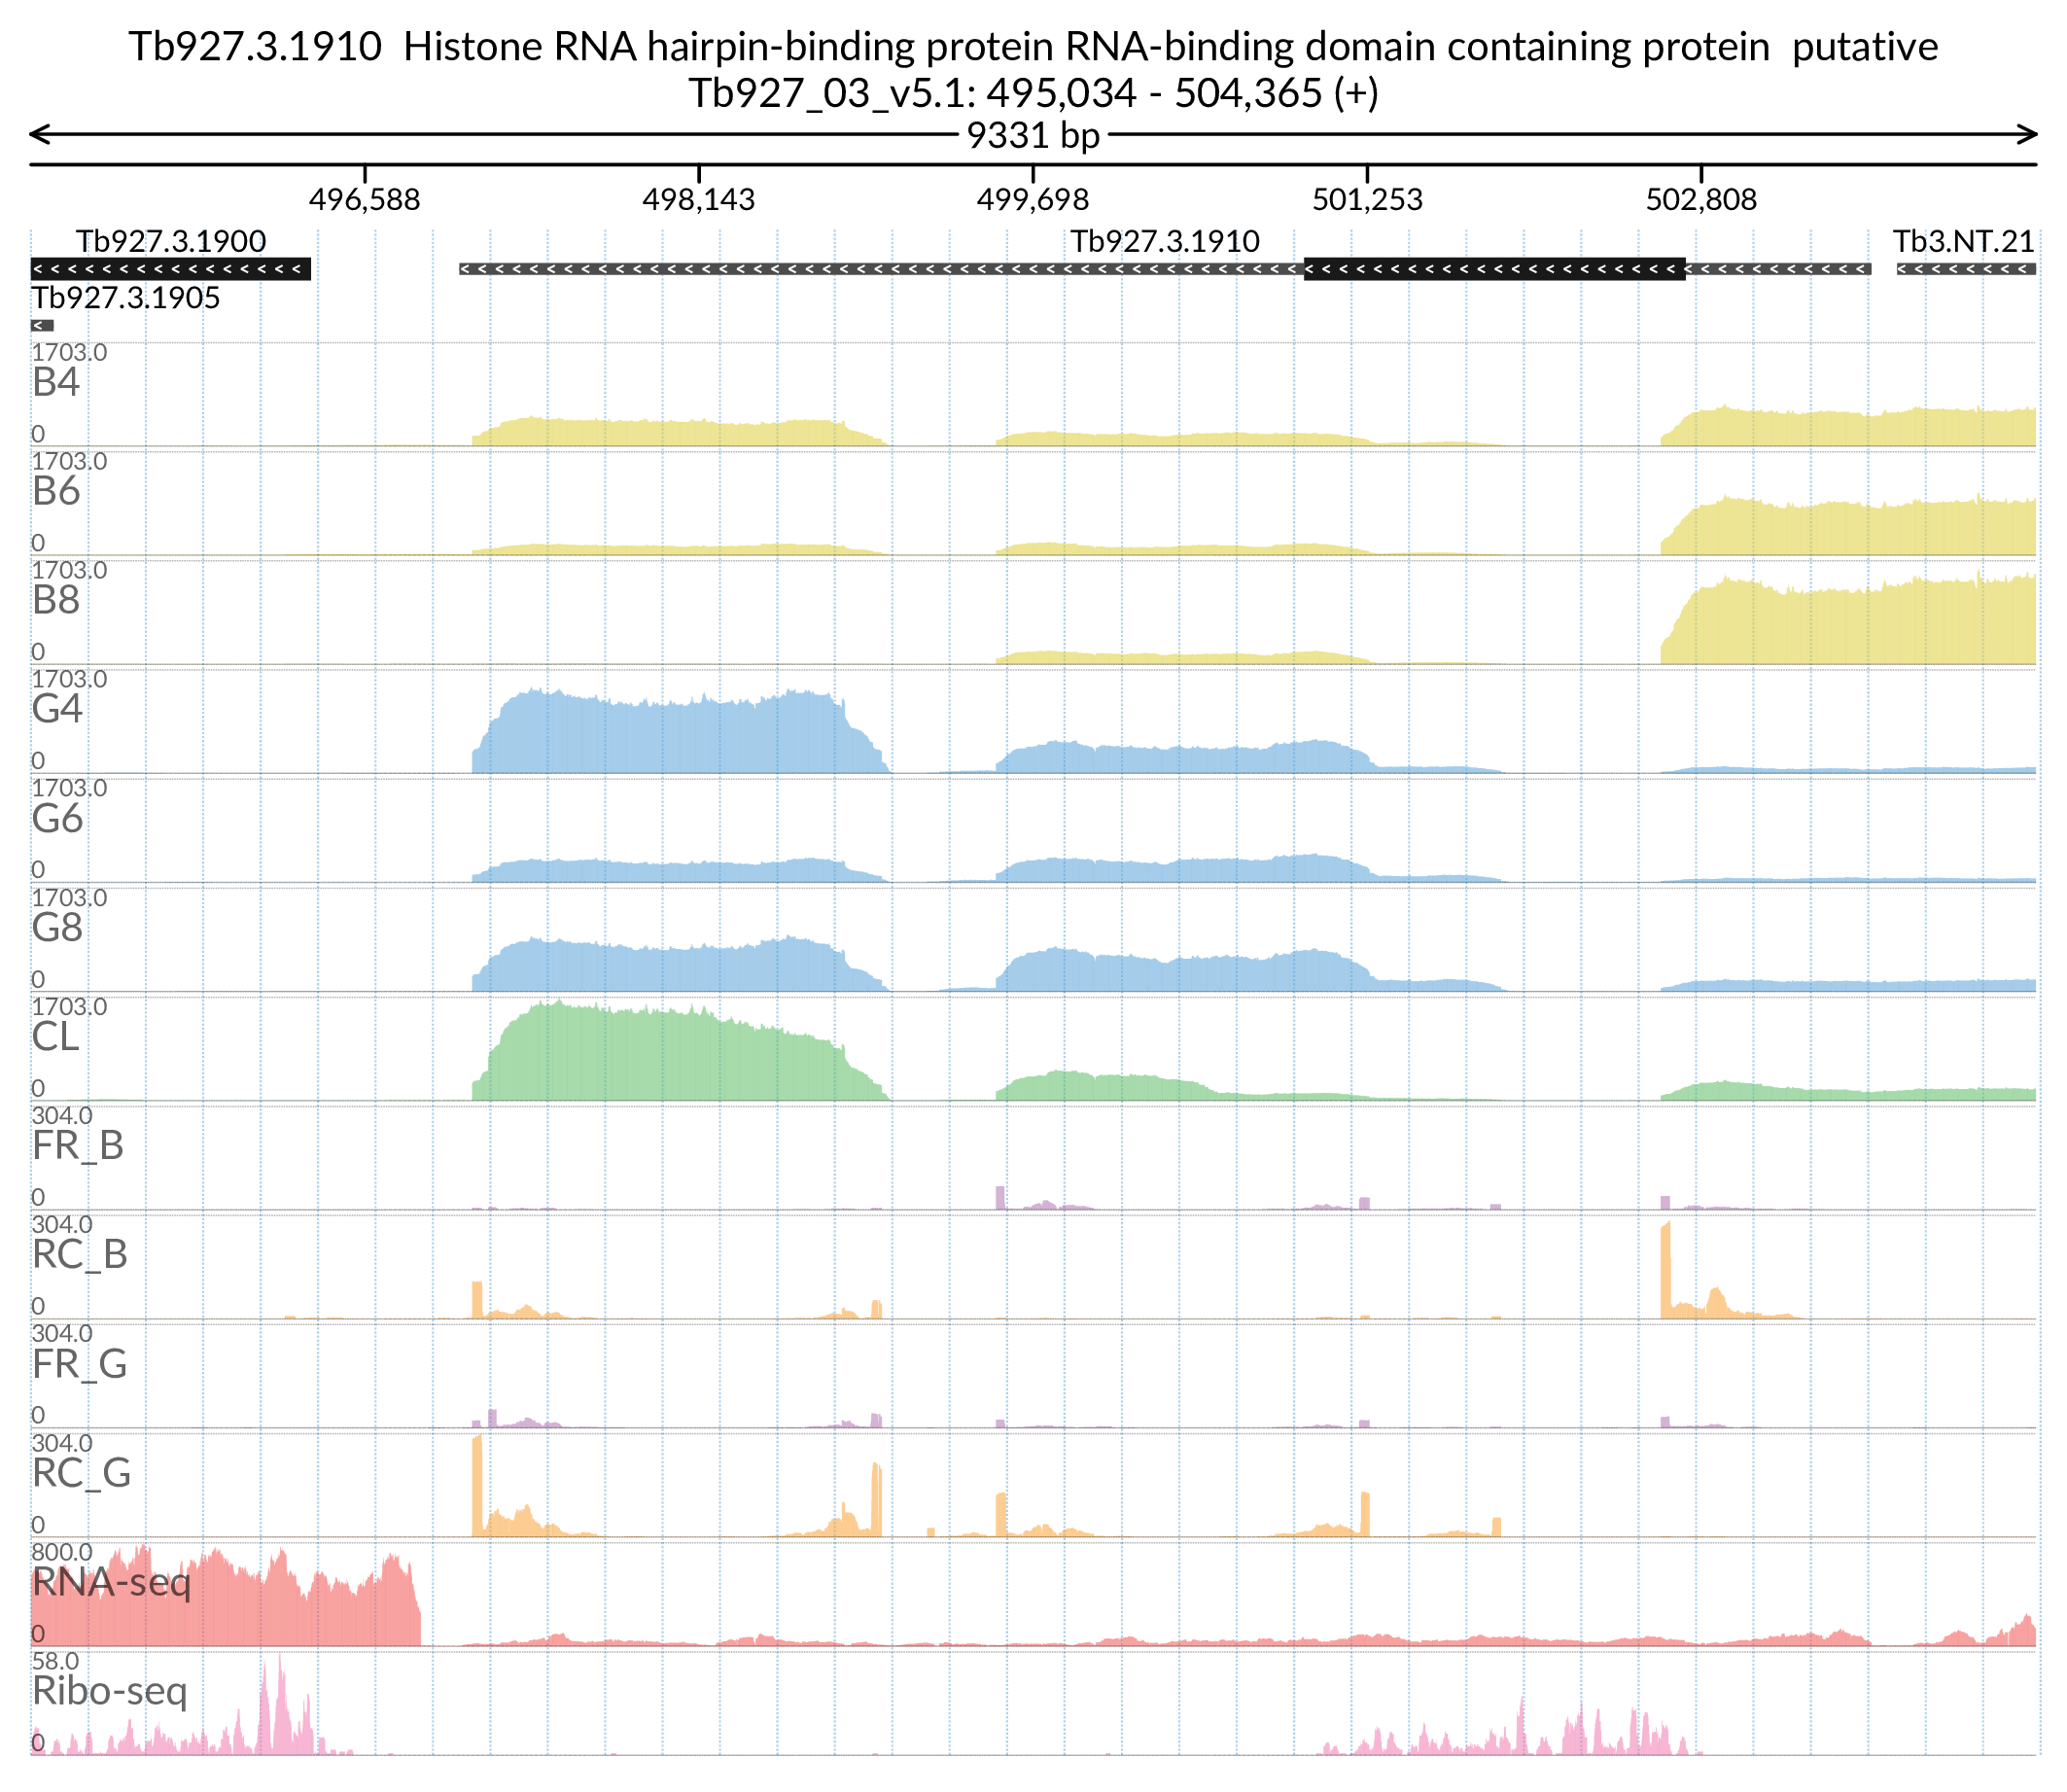 Tb927.3.1910  Histone RNA hairpin-binding protein RNA-binding domain containing protein  putative
Tb927_03_v5.1: 495,034 - 504,365 (+)
9331 bp
496,588 498,143 499,698 501,253 502,808
Tb927.3.1900 Tb927.3.1910 Tb3.NT.21
Tb927.3.1905
1703.0
B4
0
1703.0
B6
0
1703.0
B8
0
1703.0
G4
0
1703.0
G6
0
1703.0
G8
0
1703.0
CL
0
304.0
FR_B
0
304.0
RC_B
0
304.0
FR_G
0
304.0
RC_G
0
800.0
RNA-seq
0
58.0
Ribo-seq
0